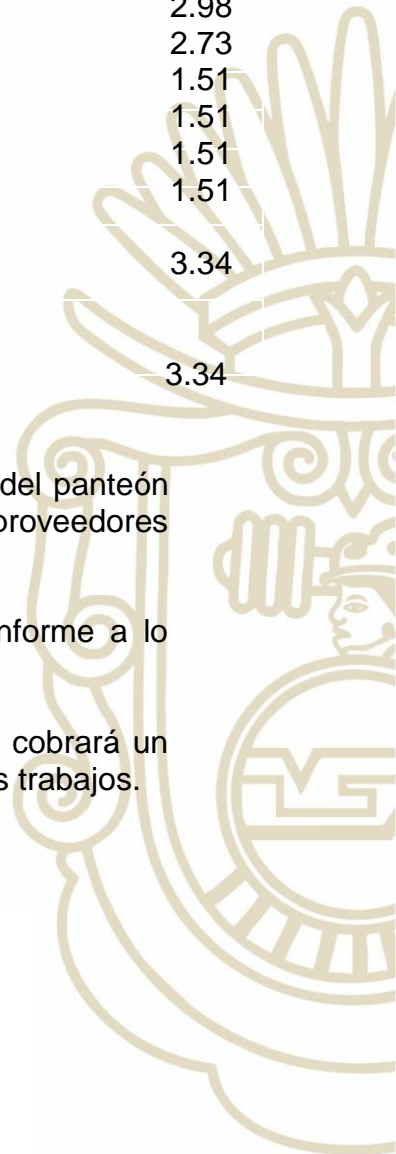 2.98
2.73
1.51
1.51
1.51
1.51
3.34
3.34
del panteón
proveedores
nforme a lo
cobrará un
s trabajos.